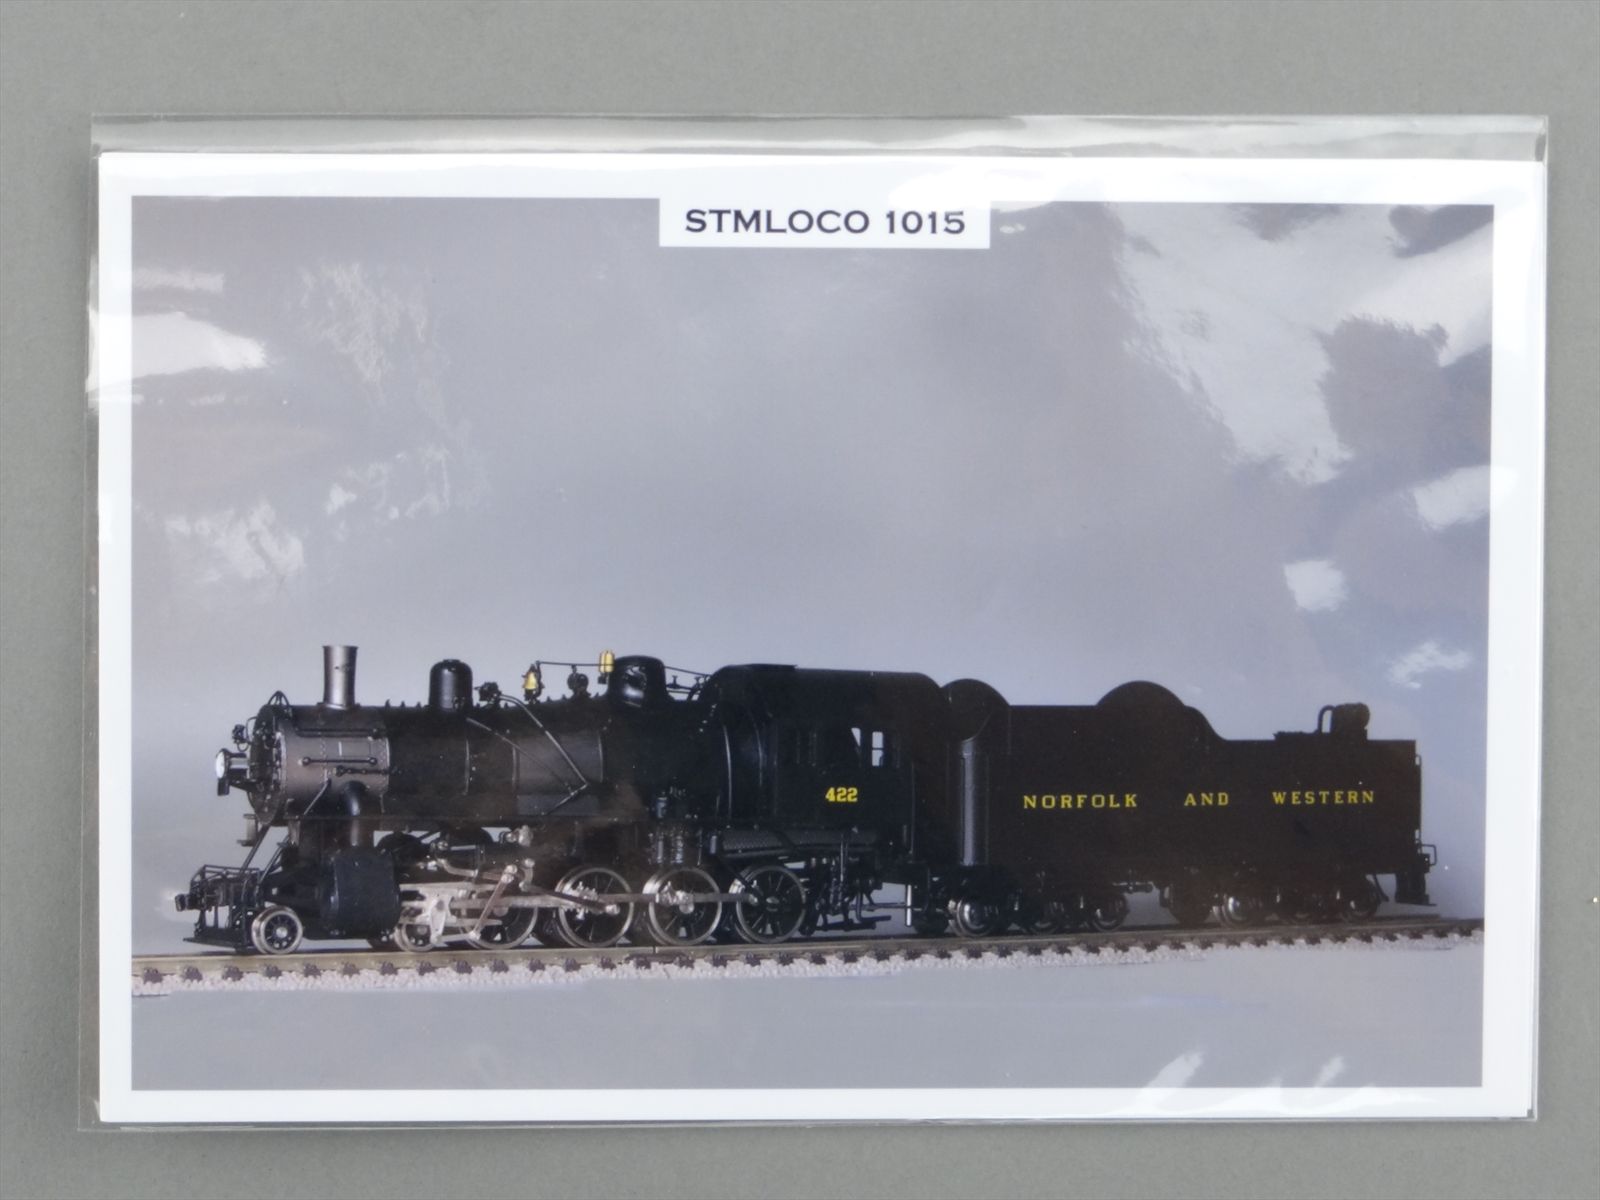 STMLOCO 1015
422
NORFOLK AND WESTERN